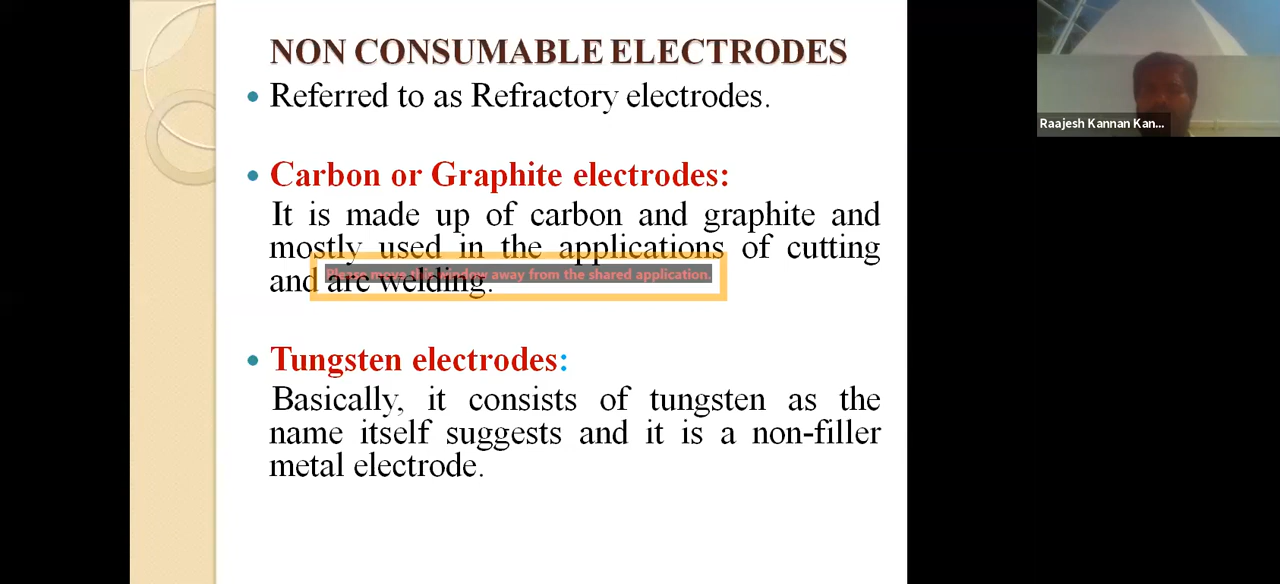 NON CONSUMABLE ELECTRODES
• Referred to as Refractory electrodes.
• Carbon or Graphite electrodes:
It is made up of carbon and graphite and
mostly used in the applications of cutting
and arc welding.
Please move this window away from the shared application.
• Tungsten electrodes:
Basically, it consists of tungsten as the
name itself suggests and it is a non-filler
metal electrode.
Raajesh Kannan Kan...